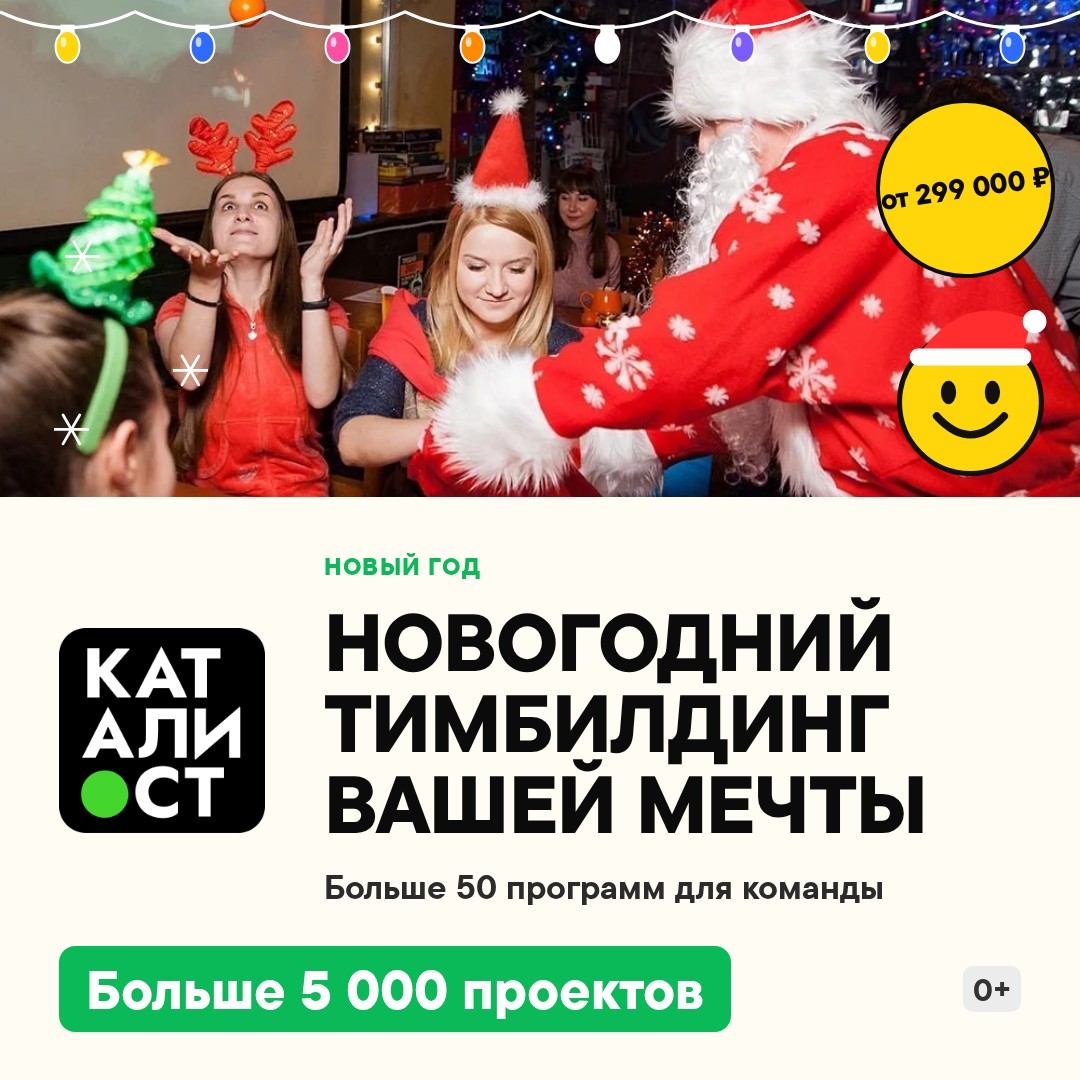 от 299 000 ₽
НОВЫЙ ГОД
НОВОГОДНИЙ
ТИМБИЛДИНГ
ВАШЕЙ МЕЧТЫ
КАТ
АЛИ
СТ
Больше 50 программ для команды
Больше 5 000 проектов
0+